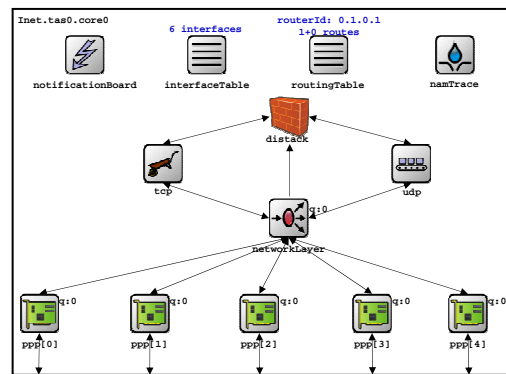 Inet.tas0.core0
6 interfaces
routerId: 0.1.0.1
1+0 routes
notificationBoard
interfaceTable
routingTable
namTrace
distack
tcp
udp
q:0
networkLayer
q:0 q:0 q:0 q:0 q:0
ppp[0] ppp[1] ppp[2] ppp[3] ppp[4]